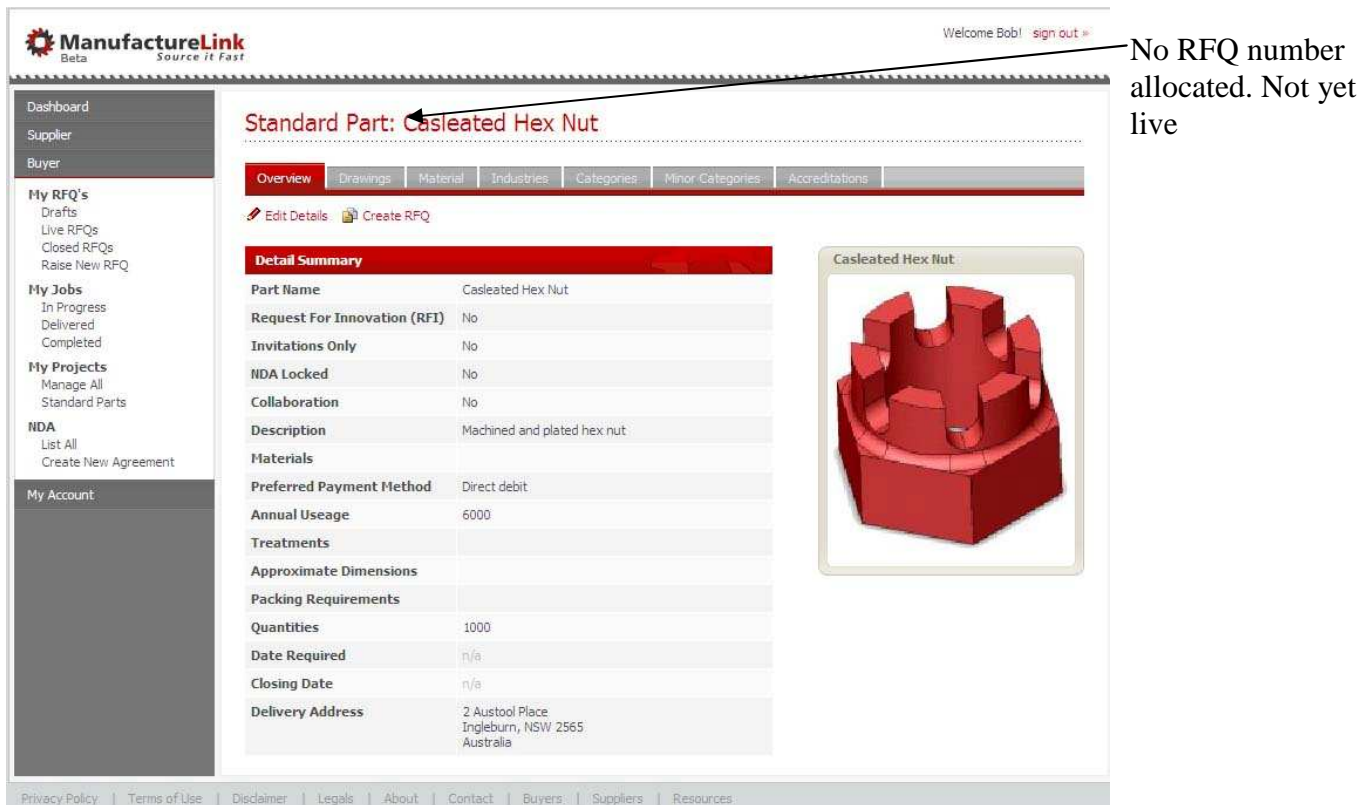 ManufactureLink
Beta Source it Fast
Welcome Bob! sign out »
No RFQ number
allocated. Not yet
live
Dashboard
Supplier
Buyer
My RFQ's
Drafts
Live RFQs
Closed RFQs
Raise New RFQ
My Jobs
In Progress
Delivered
Completed
My Projects
Manage All
Standard Parts
NDA
List All
Create New Agreement
My Account
Standard Part: Casleated Hex Nut
Overview Drawings Material Industries Categories Minor Categories Accreditations
Edit Details Create RFQ
Detail Summary
Part Name Casleated Hex Nut
Request For Innovation (RFI) No
Invitations Only No
NDA Locked No
Collaboration No
Description Machined and plated hex nut
Materials
Preferred Payment Method Direct debit
Annual Useage 6000
Treatments
Approximate Dimensions
Packing Requirements
Quantities 1000
Date Required n/a
Closing Date n/a
Delivery Address 2 Austool Place
Ingleburn, NSW 2565
Australia
Casleated Hex Nut
Privacy Policy | Terms of Use | Disclaimer | Legals | About | Contact | Buyers | Suppliers | Resources